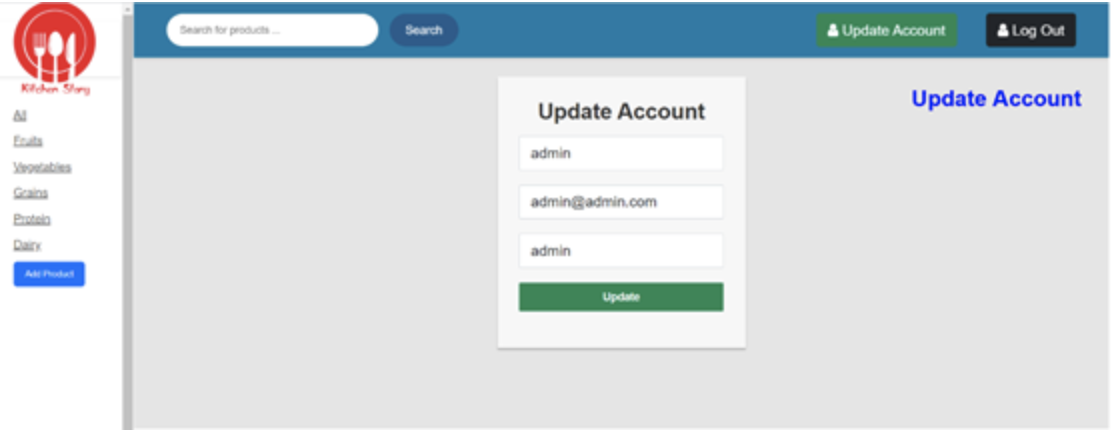 Kitchen Story
All
Fruits
Vegetables
Grains
Protein
Dairy
Add Product
Search for products ...
Search
Update Account
Log Out
Update Account
admin
admin@admin.com
admin
Update
Update Account